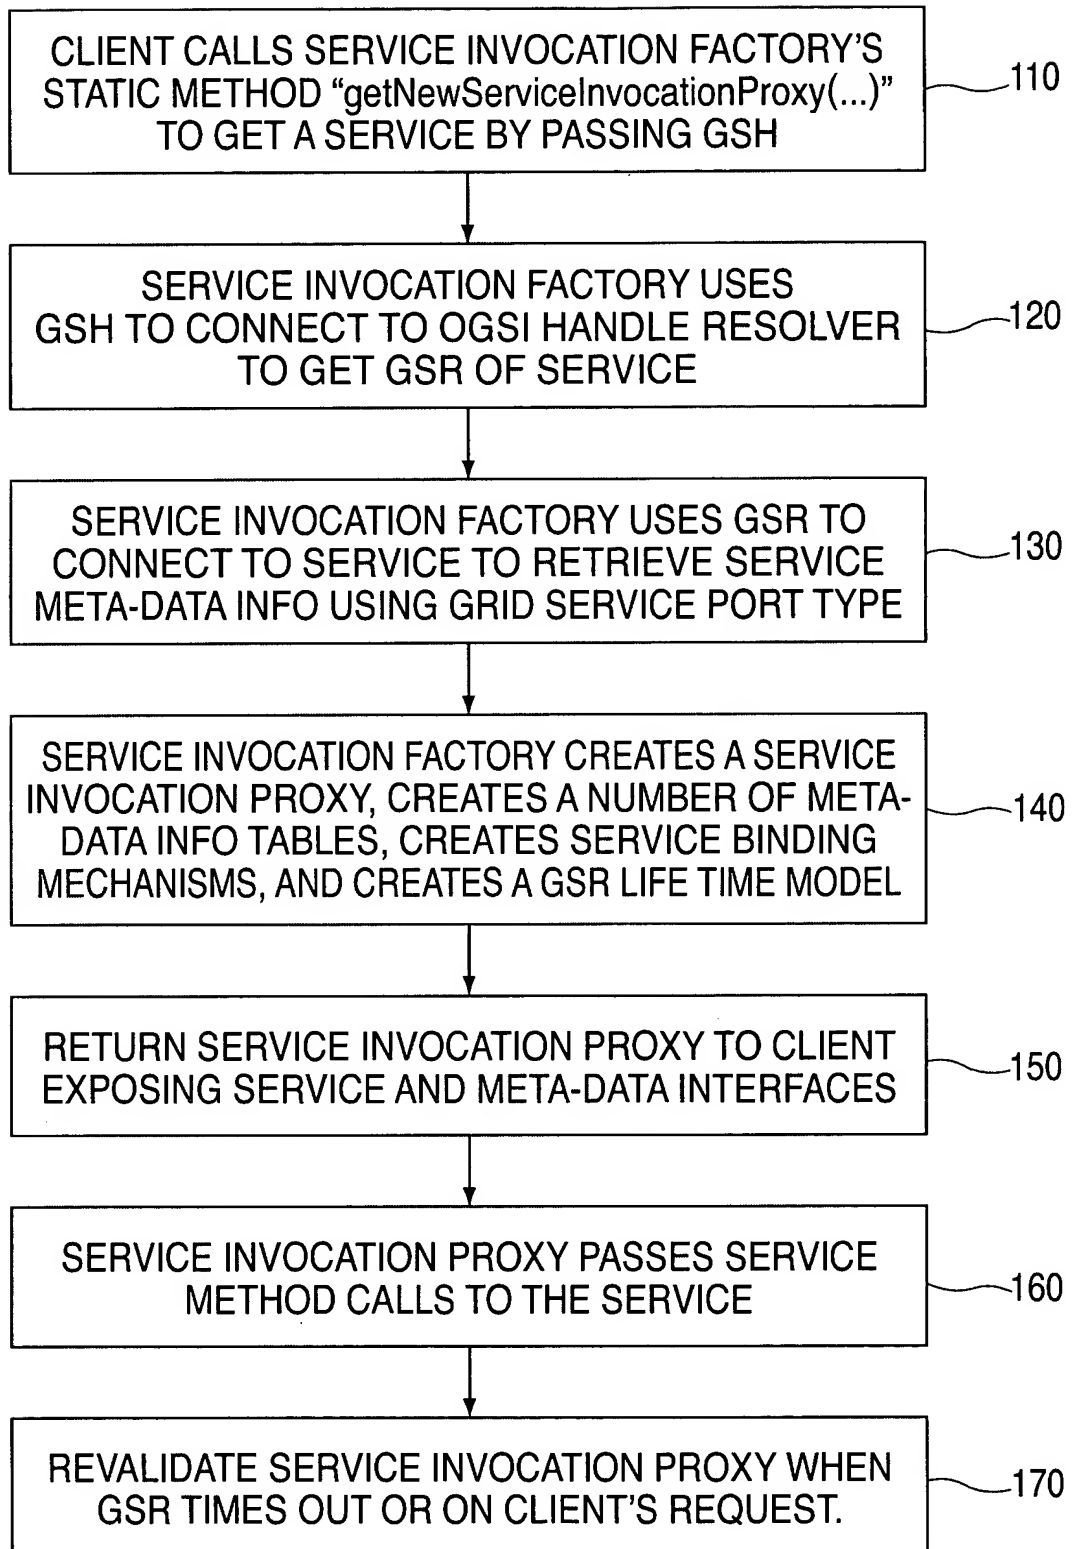 CLIENT CALLS SERVICE INVOCATION FACTORY'S
STATIC METHOD “getNewServiceInvocationProxy(...)”
TO GET A SERVICE BY PASSING GSH
110
SERVICE INVOCATION FACTORY USES
GSH TO CONNECT TO OGSI HANDLE RESOLVER
TO GET GSR OF SERVICE
120
SERVICE INVOCATION FACTORY USES GSR TO
CONNECT TO SERVICE TO RETRIEVE SERVICE
META-DATA INFO USING GRID SERVICE PORT TYPE
130
SERVICE INVOCATION FACTORY CREATES A SERVICE
INVOCATION PROXY, CREATES A NUMBER OF META-
DATA INFO TABLES, CREATES SERVICE BINDING
MECHANISMS, AND CREATES A GSR LIFE TIME MODEL
140
RETURN SERVICE INVOCATION PROXY TO CLIENT
EXPOSING SERVICE AND META-DATA INTERFACES
150
SERVICE INVOCATION PROXY PASSES SERVICE
METHOD CALLS TO THE SERVICE
160
REVALIDATE SERVICE INVOCATION PROXY WHEN
GSR TIMES OUT OR ON CLIENT'S REQUEST.
170